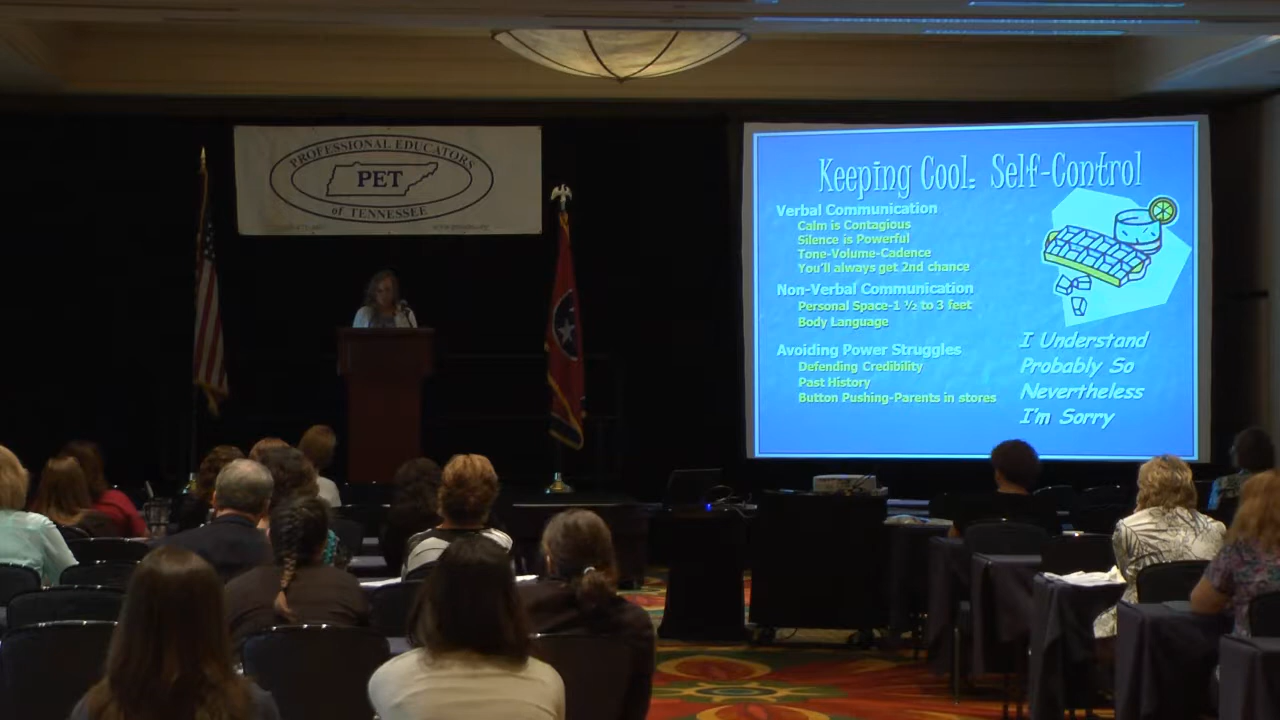 PROFESSIONAL EDUCATORS
PET
of TENNESSEE
Keeping Cool: Self-Control
Verbal Communication
Calm is Contagious
Silence is Powerful
Tone-Volume-Cadence
You'll always get 2nd chance
Non-Verbal Communication
Personal Space-1 ½ to 3 feet
Body Language
Avoiding Power Struggles
Defending Credibility
Past History
Button Pushing-Parents in stores
I Understand
Probably So
Nevertheless
I'm Sorry